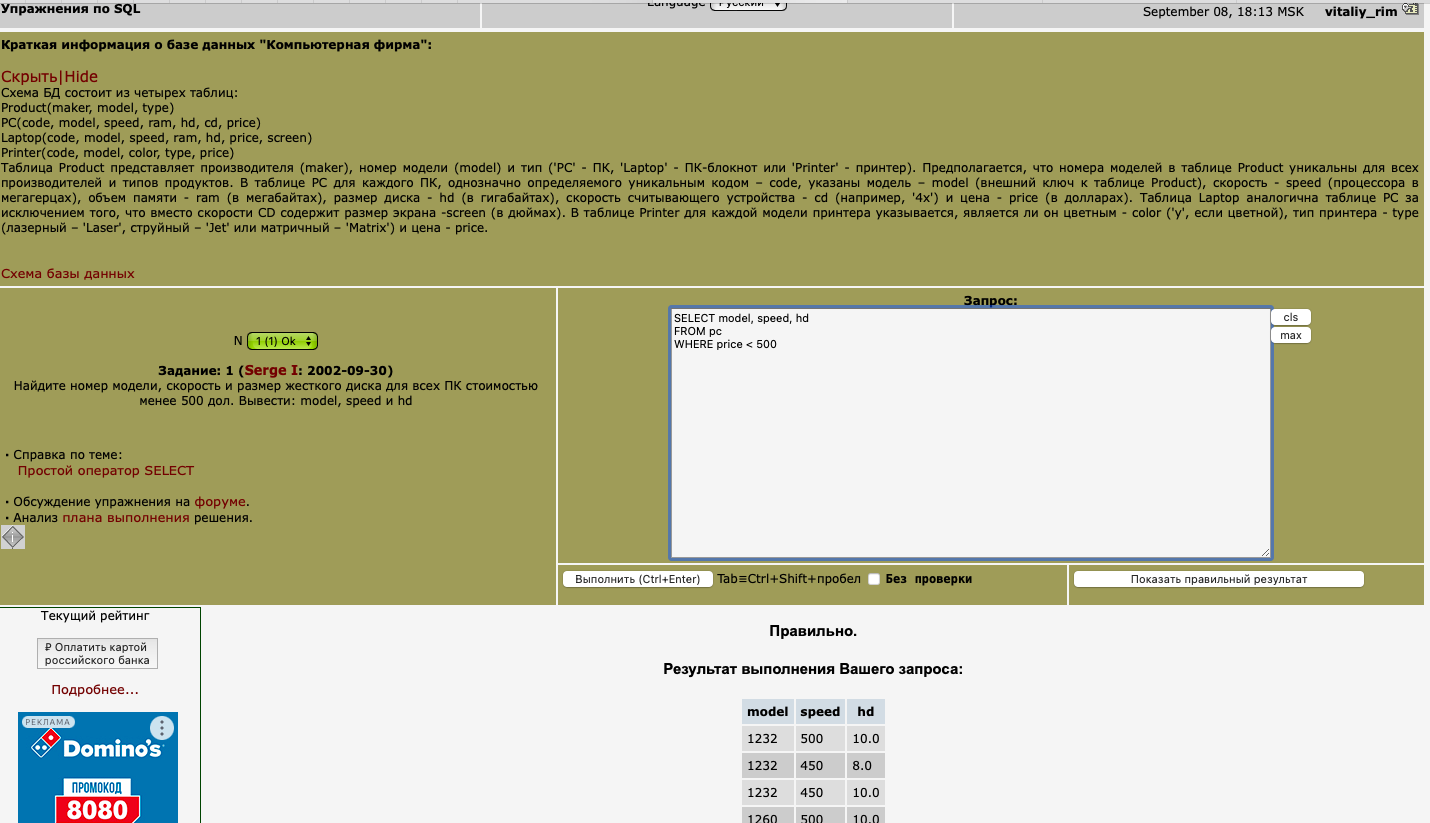 Упражнения по SQL
Language Русский
September 08, 18:13 MSK vitaliy_rim
Краткая информация о базе данных "Компьютерная фирма":
Скрыть|Hide
Схема БД состоит из четырех таблиц:
Product(maker, model, type)
PC(code, model, speed, ram, hd, cd, price)
Laptop(code, model, speed, ram, hd, price, screen)
Printer(code, model, color, type, price)
Таблица Product представляет производителя (maker), номер модели (model) и тип ('PC' - ПК, 'Laptop' - ПК-блокнот или 'Printer' - принтер). Предполагается, что номера моделей в таблице Product уникальны для всех
производителей и типов продуктов. В таблице PC для каждого ПК, однозначно определяемого уникальным кодом – code, указаны модель – model (внешний ключ к таблице Product), скорость - speed (процессора в
мегагерцах), объем памяти - ram (в мегабайтах), размер диска - hd (в гигабайтах), скорость считывающего устройства - cd (например, '4x') и цена - price (в долларах). Таблица Laptop аналогична таблице РС за
исключением того, что вместо скорости CD содержит размер экрана -screen (в дюймах). В таблице Printer для каждой модели принтера указывается, является ли он цветным - color ('y', если цветной), тип принтера - type
(лазерный – 'Laser', струйный – 'Jet' или матричный – 'Matrix') и цена - price.
Схема базы данных
N 1 (1) Ok
Задание: 1 (Serge I: 2002-09-30)
Найдите номер модели, скорость и размер жесткого диска для всех ПК стоимостью
менее 500 дол. Вывести: model, speed и hd
• Справка по теме:
Простой оператор SELECT
• Обсуждение упражнения на форуме.
• Анализ плана выполнения решения.
Запрос:
SELECT model, speed, hd
FROM pc
WHERE price < 500
cls
max
Выполнить (Ctrl+Enter) Tab≡Ctrl+Shift+пробел Без проверки
Показать правильный результат
Текущий рейтинг
₽ Оплатить картой
российского банка
Подробнее...
РЕКЛАМА
Domino's
ПРОМОКОД
8080
Правильно.
Результат выполнения Вашего запроса:
model speed hd
1232 500 10.0
1232 450 8.0
1232 450 10.0
1260 500 10.0